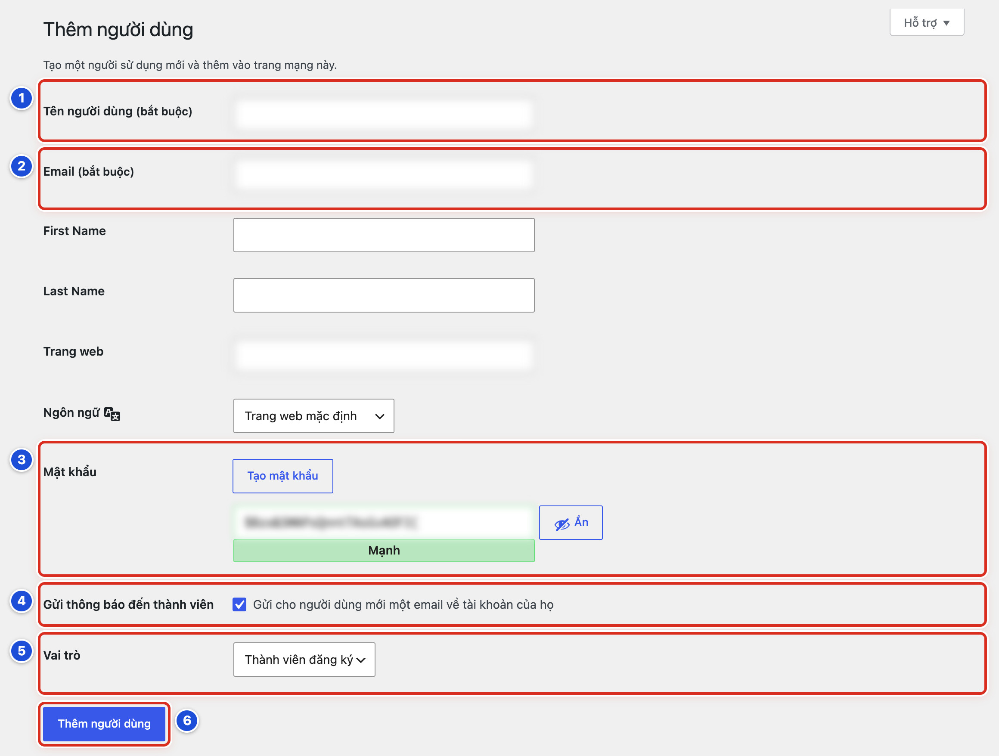 Hỗ trợ
Thêm người dùng
Tạo một người sử dụng mới và thêm vào trang mạng này.
1
Tên người dùng (bắt buộc)
2
Email (bắt buộc)
First Name
Last Name
Trang web
Ngôn ngữ A文
Trang web mặc định
3
Mật khẩu
Tạo mật khẩu
Ẩn
Mạnh
4
Gửi thông báo đến thành viên
Gửi cho người dùng mới một email về tài khoản của họ
5
Vai trò
Thành viên đăng ký
Thêm người dùng
6